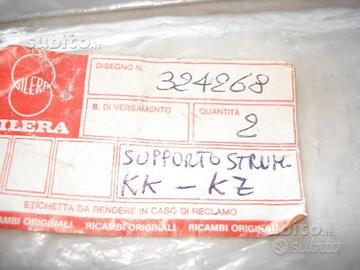 subito.it
GILERA
DISEGNO N.
324268
B. DI VERSAMENTO
QUANTITÀ
2
GILERA
SUPPORTO STRUM.
KK - KZ
ETICHETTA DA RENDERE IN CASO DI RECLAMO
RICAMBI ORIGINALI RICAMBI ORIGINALI RICAMBI ORIGINALI
subito